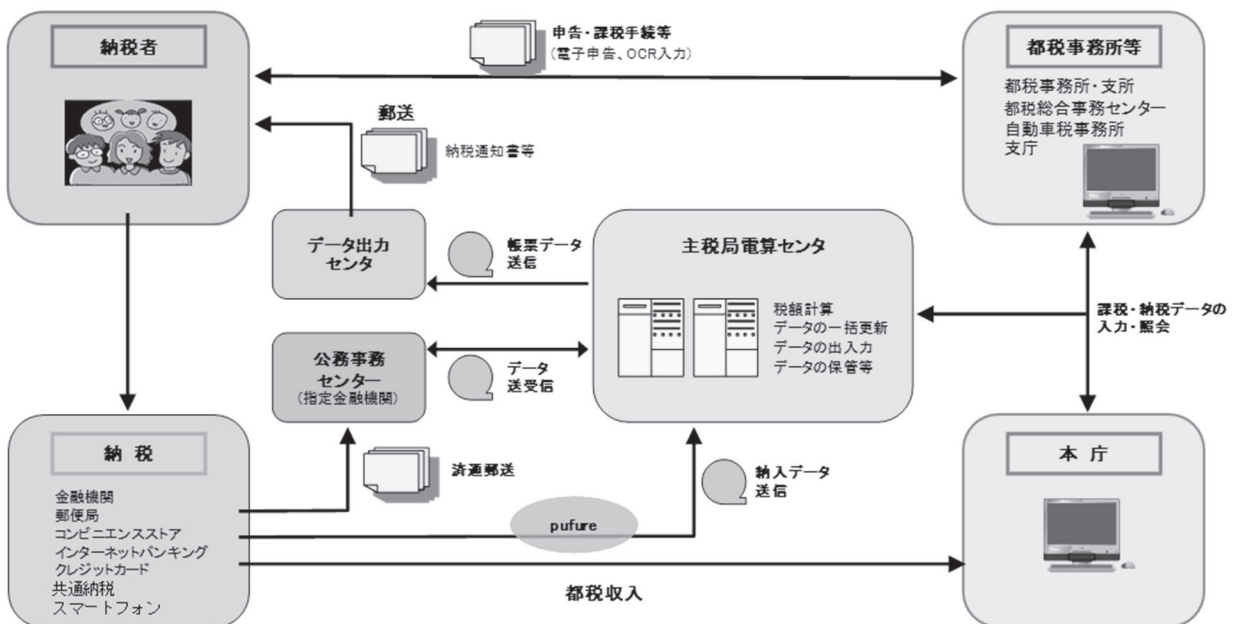 納税者
申告・課税手続等
(電子申告、OCR入力)
都税事務所等
都税事務所・支所
都税総合事務センター
自動車税事務所
支庁
郵送
納税通知書等
データ出力
センタ
帳票データ
送信
主税局電算センタ
税額計算
データの一括更新
データの出入力
データの保管等
課税・納税データの
入力・照会
公務事務
センター
(指定金融機関)
データ
送受信
納税
金融機関
郵便局
コンビニエンスストア
インターネットバンキング
クレジットカード
共通納税
スマートフォン
済通郵送
納入データ
送信
pufure
都税収入
本庁